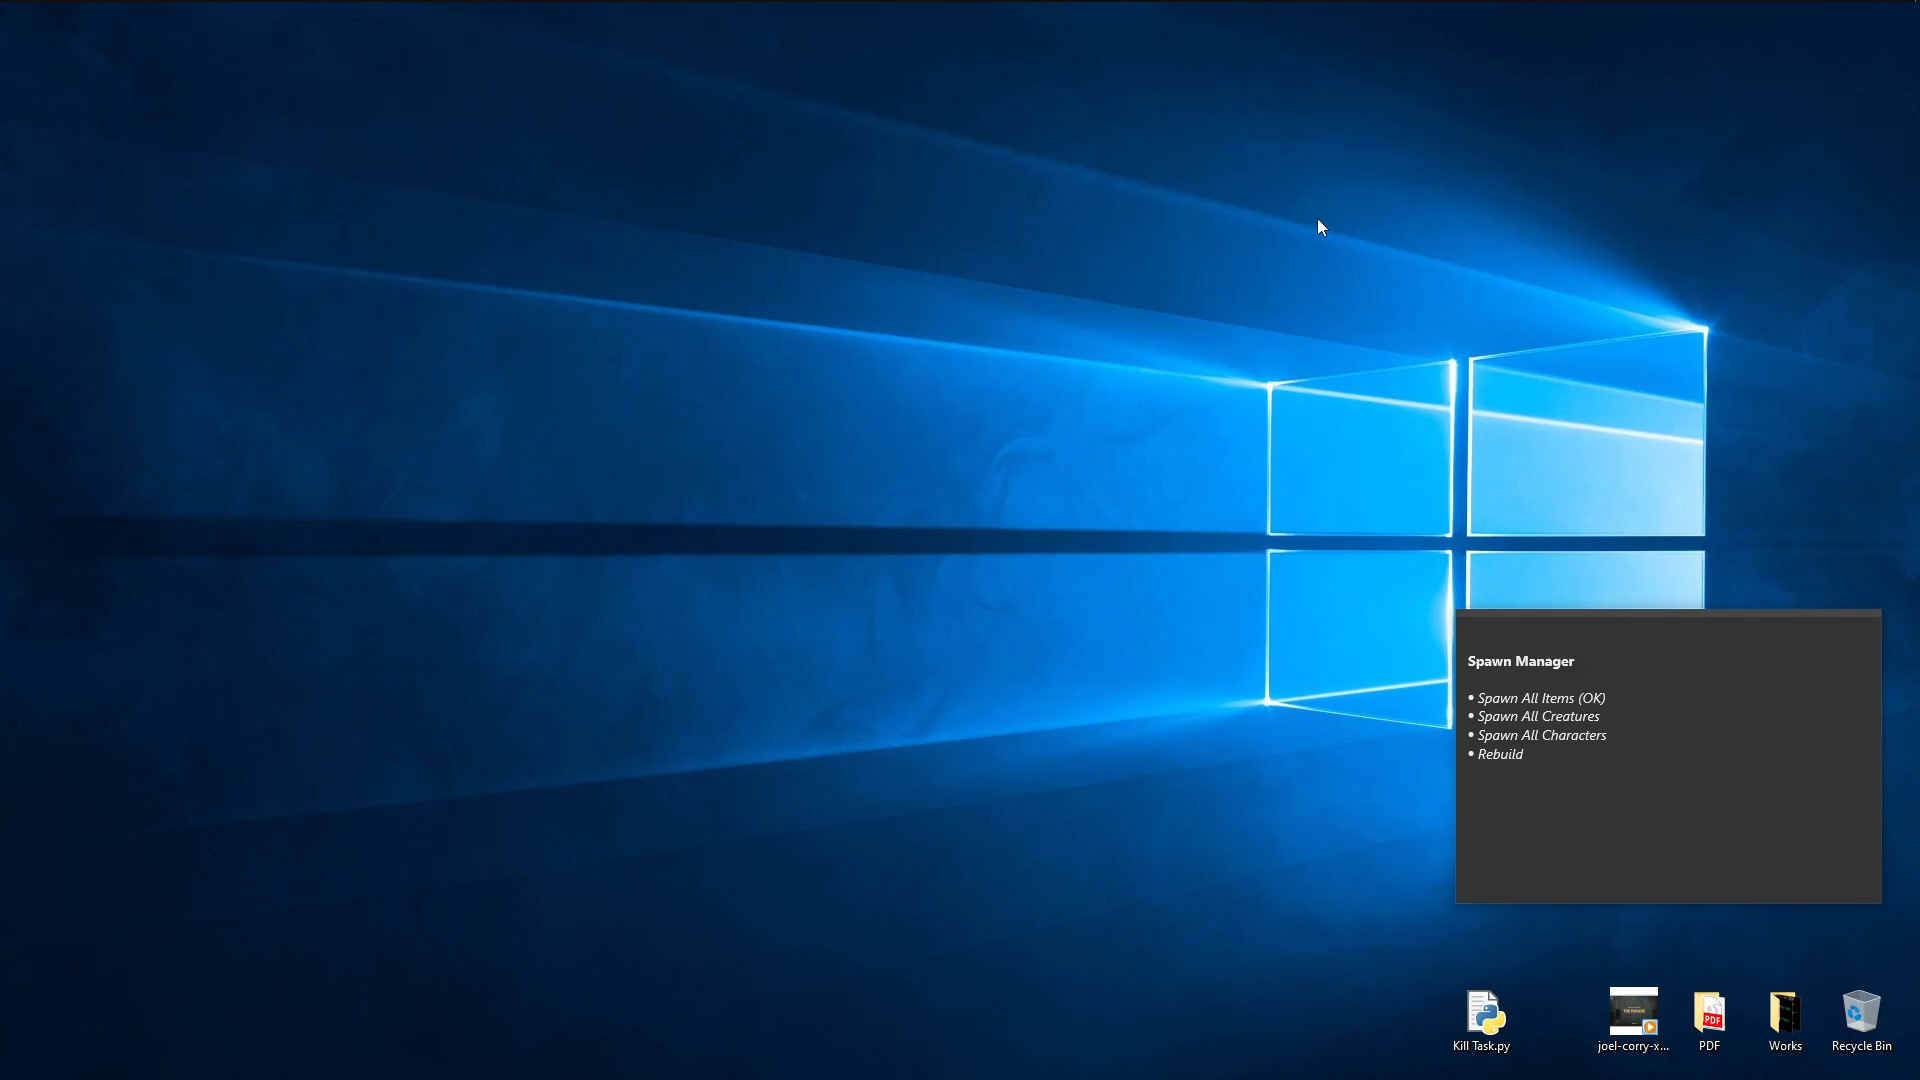 Spawn Manager
• Spawn All Items (OK)
• Spawn All Creatures
• Spawn All Characters
• Rebuild
Kill Task.py
joel-corry-x...
PDF
PDF
Works
Recycle Bin